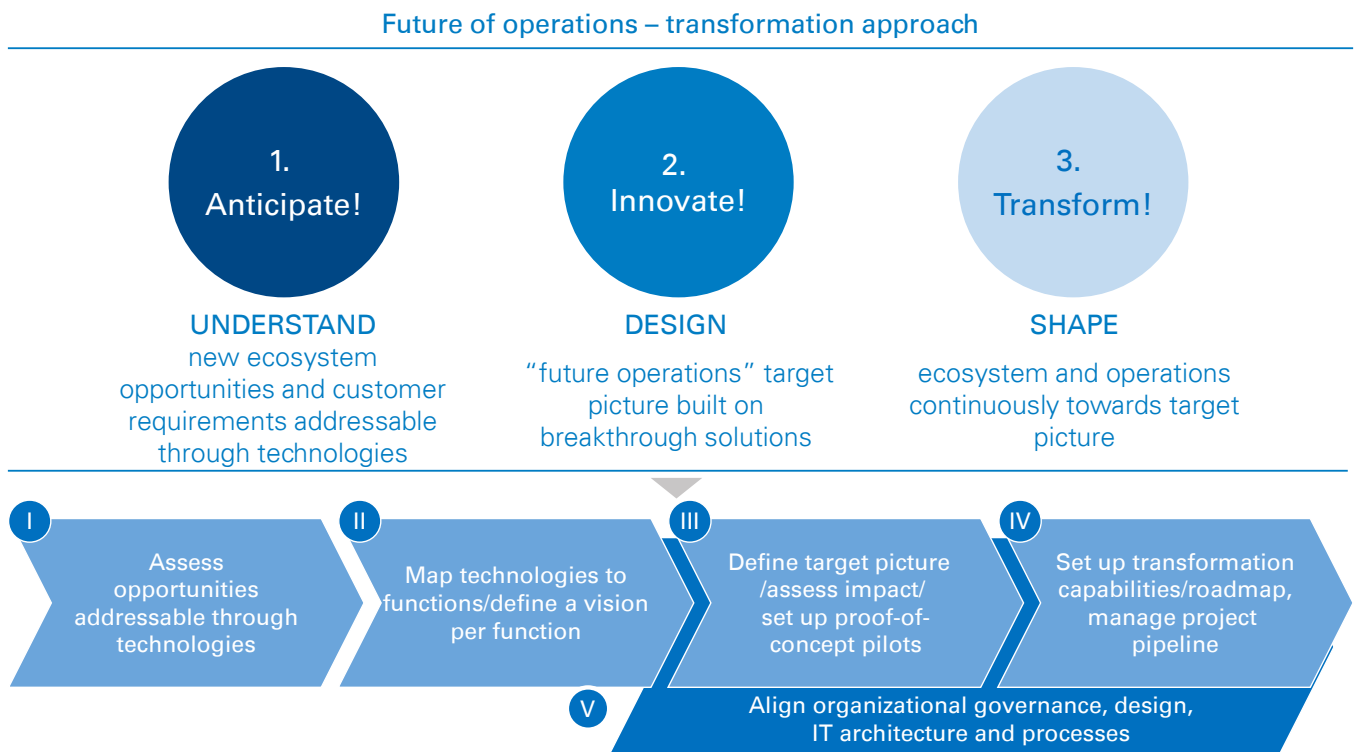 Future of operations – transformation approach
1.
Anticipate!
2.
Innovate!
3.
Transform!
UNDERSTAND
new ecosystem
opportunities and customer
requirements addressable
through technologies
DESIGN
“future operations” target
picture built on
breakthrough solutions
SHAPE
ecosystem and operations
continuously towards target
picture
I
Assess
opportunities
addressable through
technologies
II
Map technologies to
functions/define a vision
per function
III
Define target picture
/assess impact/
set up proof-of-
concept pilots
IV
Set up transformation
capabilities/roadmap,
manage project
pipeline
V
Align organizational governance, design,
IT architecture and processes